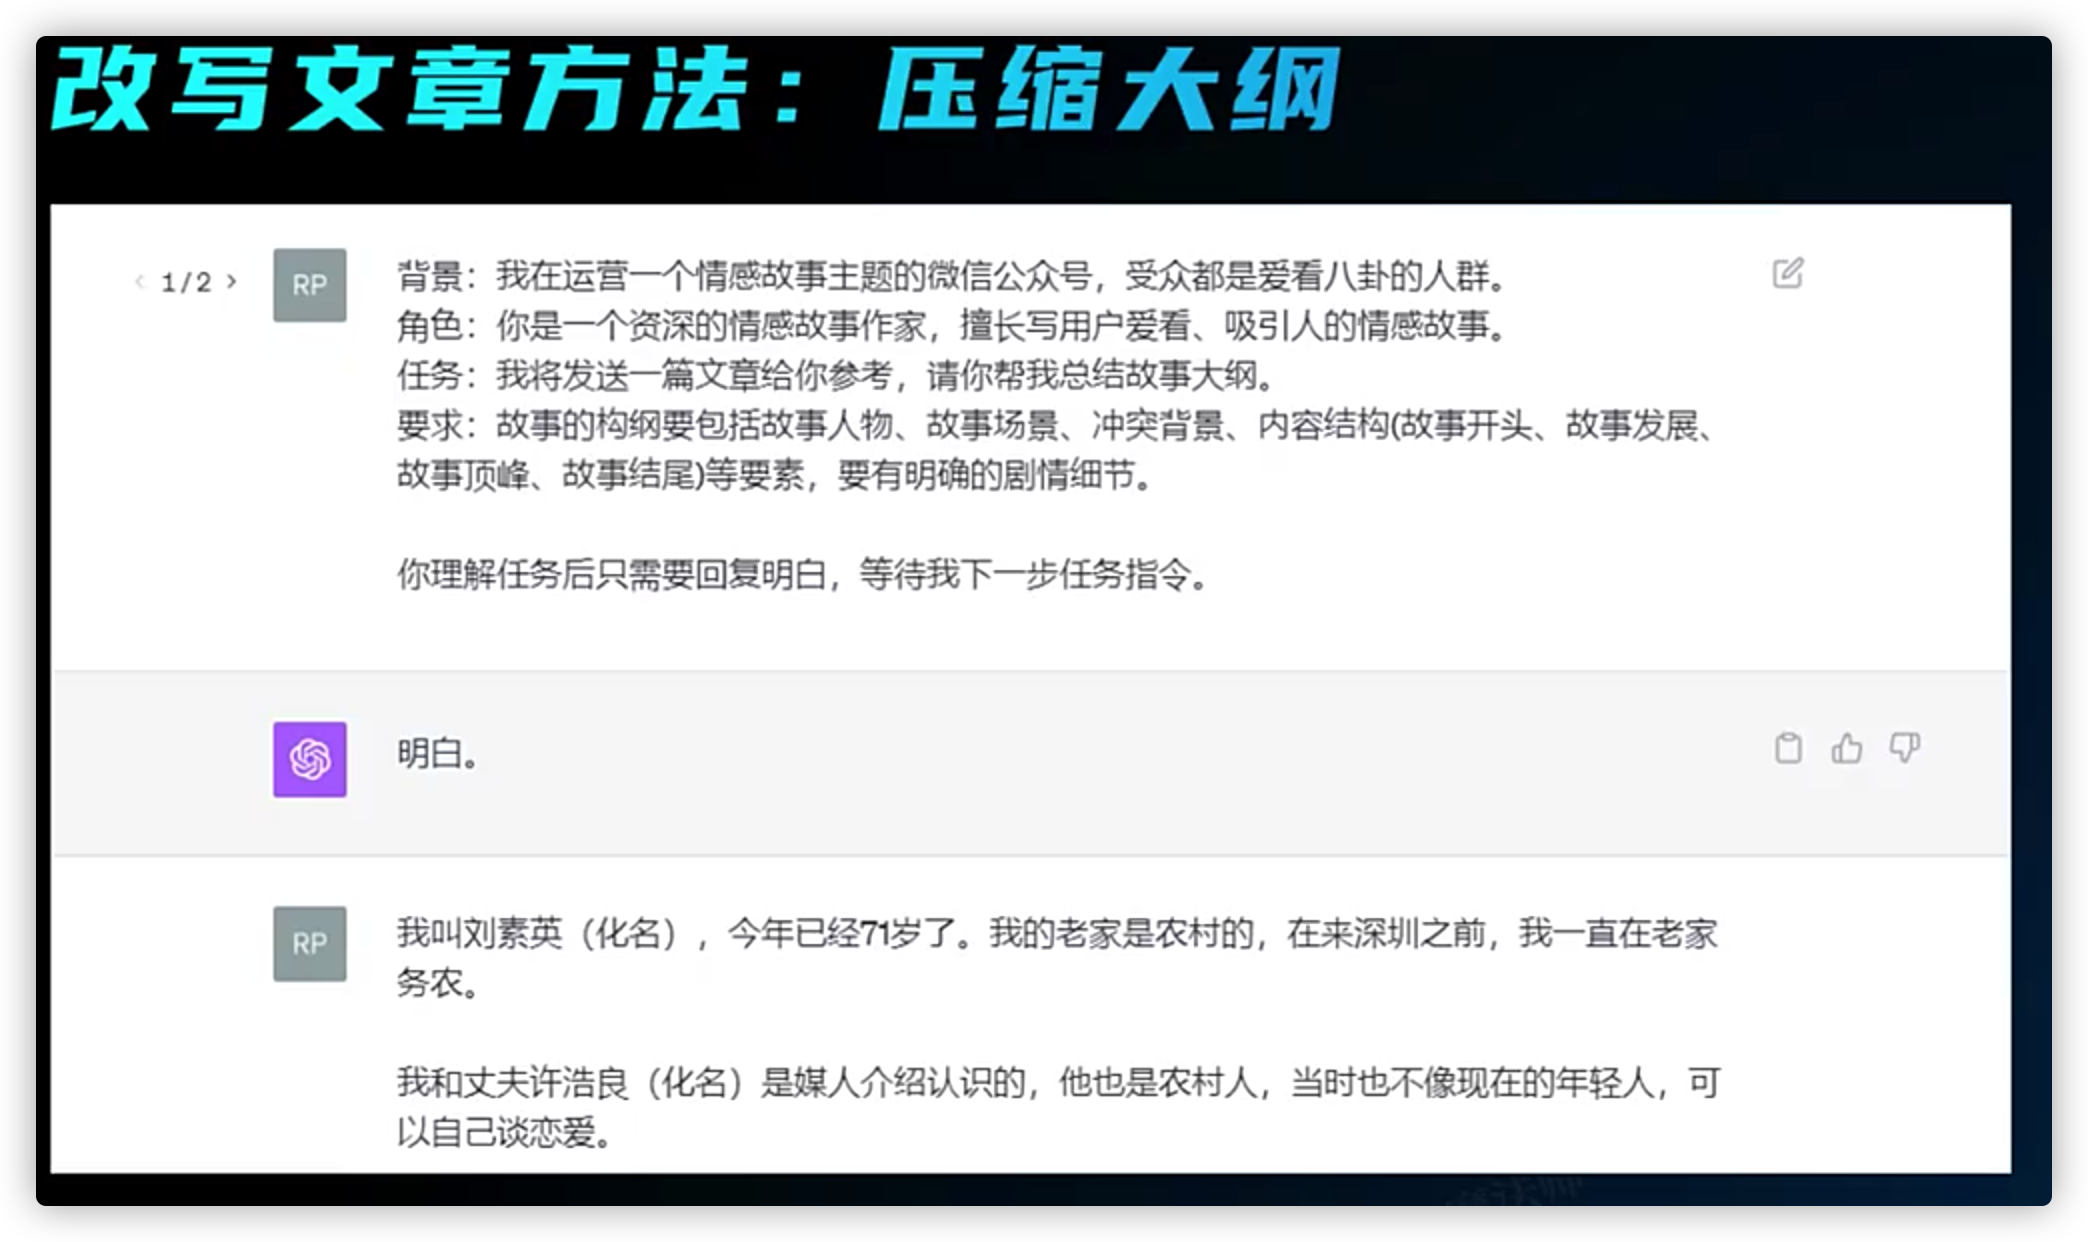 改写文章方法：压缩大纲
< 1/2 >
RP
背景：我在运营一个情感故事主题的微信公众号，受众都是爱看八卦的人群。
角色：你是一个资深的情感故事作家，擅长写用户爱看、吸引人的情感故事。
任务：我将发送一篇文章给你参考，请你帮我总结故事大纲。
要求：故事的构纲要包括故事人物、故事场景、冲突背景、内容结构(故事开头、故事发展、
故事顶峰、故事结尾)等要素，要有明确的剧情细节。
你理解任务后只需要回复明白，等待我下一步任务指令。
明白。
RP
我叫刘素英（化名），今年已经71岁了。我的老家是农村的，在来深圳之前，我一直在老家
务农。
我和丈夫许浩良（化名）是媒人介绍认识的，他也是农村人，当时也不像现在的年轻人，可
以自己谈恋爱。